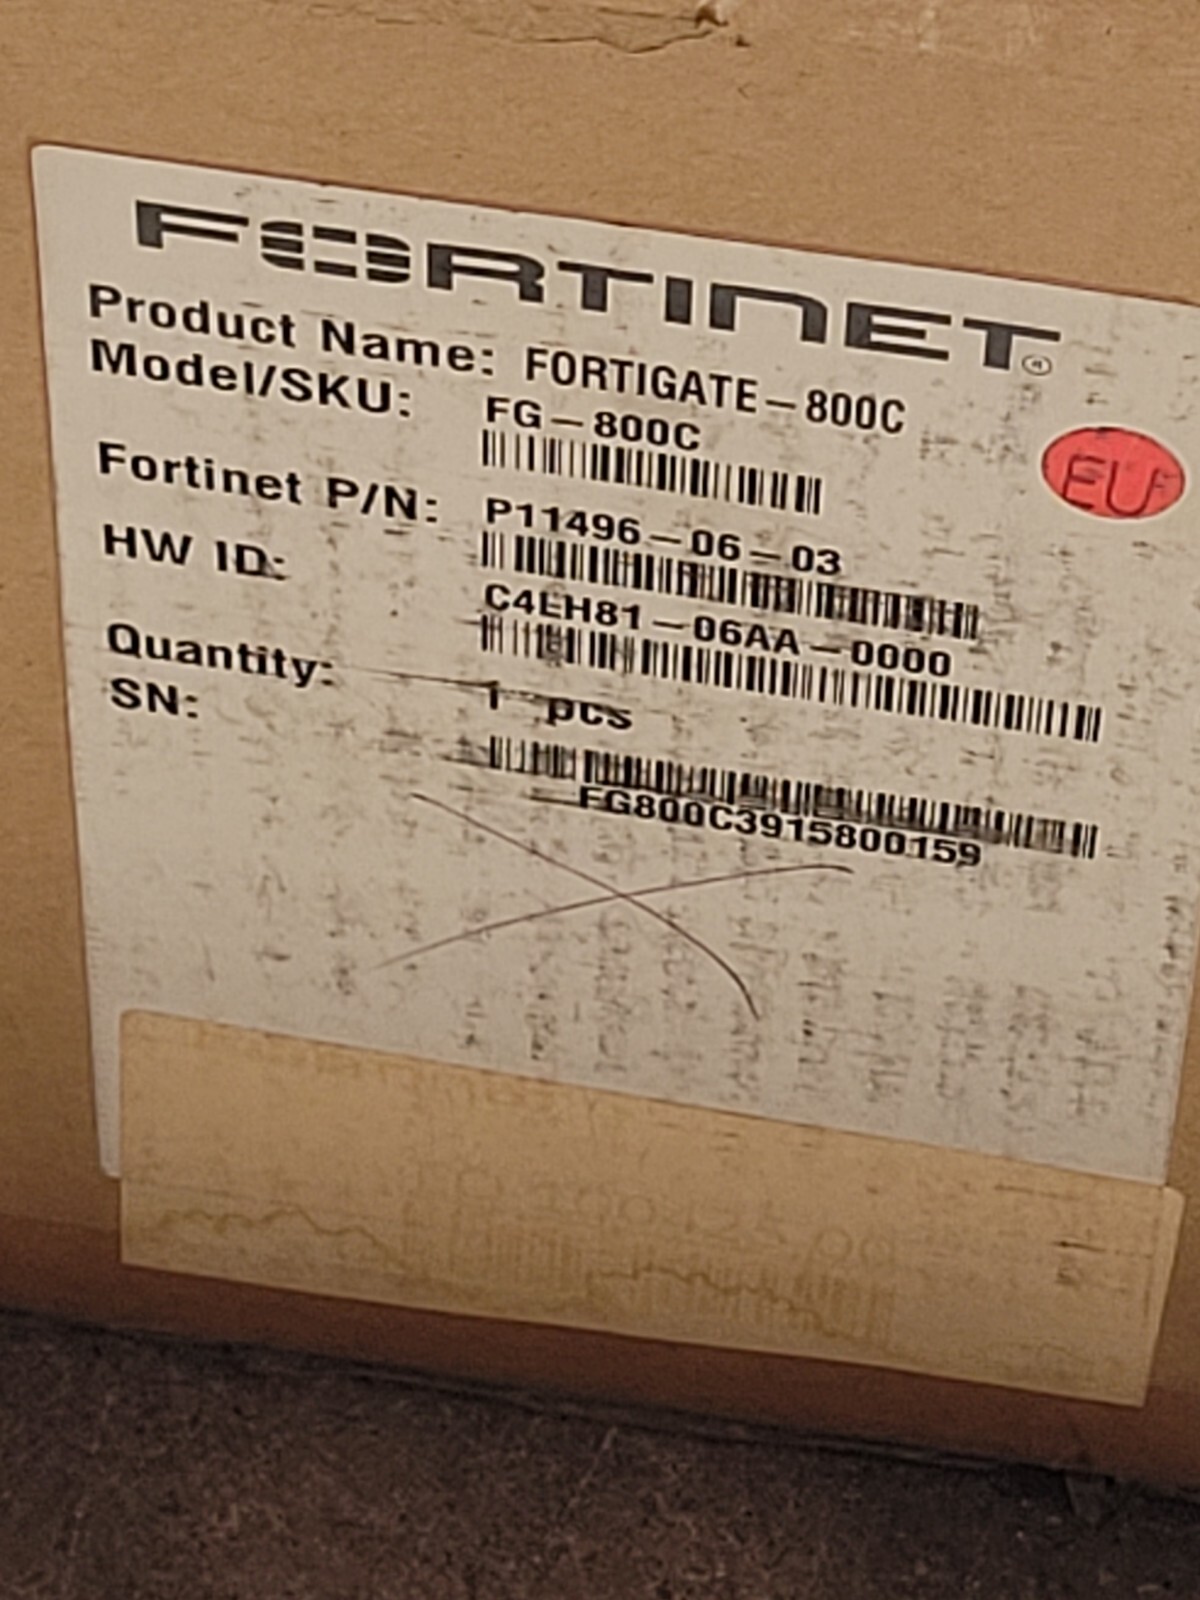 FORTINET®
Product Name: FORTIGATE-800C
Model/SKU: FG-800C
Fortinet P/N: P11496-06-03
HW ID: C4LH81-06AA-0000
Quantity: 1 pcs
SN:
FG800C3915800159
EU